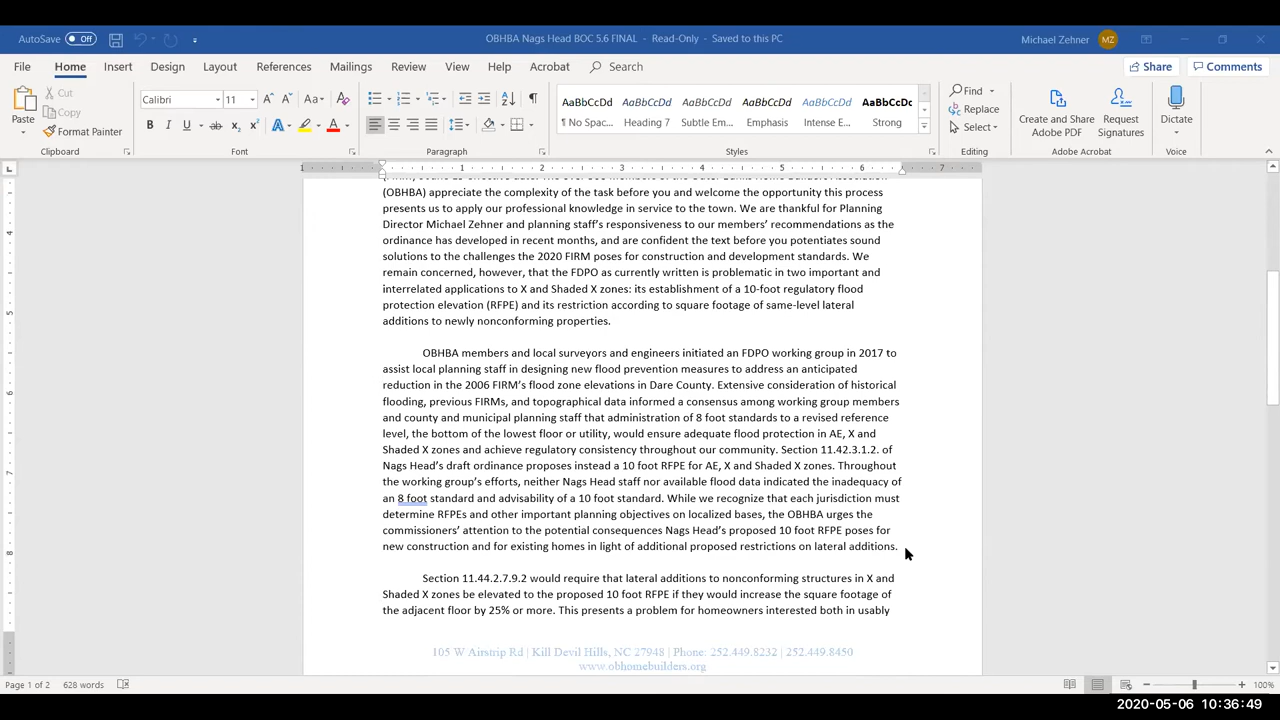 AutoSave Off
OBHBA Nags Head BOC 5.6 FINAL - Read-Only - Saved to this PC
Michael Zehner MZ
File Home Insert Design Layout References Mailings Review View Help Acrobat Search
Share Comments
Paste
Cut
Copy
Format Painter
Clipboard
Calibri 11
Font
Paragraph
AaBbCcDd AaBbCcDd AaBbCcDd AaBbCcDd AaBbCcDd AaBbCcDc
¶ No Spac... Heading 7 Subtle Em... Emphasis Intense E... Strong
Styles
Find
Replace
Select
Editing
Create and Share Adobe PDF
Request Signatures
Adobe Acrobat
Dictate
Voice
1 1 2 3 4 5 6 7
(OBHBA) appreciate the complexity of the task before you and welcome the opportunity this process
presents us to apply our professional knowledge in service to the town. We are thankful for Planning
Director Michael Zehner and planning staff's responsiveness to our members' recommendations as the
ordinance has developed in recent months, and are confident the text before you potentiates sound
solutions to the challenges the 2020 FIRM poses for construction and development standards. We
remain concerned, however, that the FDPO as currently written is problematic in two important and
interrelated applications to X and Shaded X zones: its establishment of a 10-foot regulatory flood
protection elevation (RFPE) and its restriction according to square footage of same-level lateral
additions to newly nonconforming properties.
OBHBA members and local surveyors and engineers initiated an FDPO working group in 2017 to
assist local planning staff in designing new flood prevention measures to address an anticipated
reduction in the 2006 FIRM's flood zone elevations in Dare County. Extensive consideration of historical
flooding, previous FIRMs, and topographical data informed a consensus among working group members
and county and municipal planning staff that administration of 8 foot standards to a revised reference
level, the bottom of the lowest floor or utility, would ensure adequate flood protection in AE, X and
Shaded X zones and achieve regulatory consistency throughout our community. Section 11.42.3.1.2. of
Nags Head's draft ordinance proposes instead a 10 foot RFPE for AE, X and Shaded X zones. Throughout
the working group's efforts, neither Nags Head staff nor available flood data indicated the inadequacy of
an 8 foot standard and advisability of a 10 foot standard. While we recognize that each jurisdiction must
determine RFPEs and other important planning objectives on localized bases, the OBHBA urges the
commissioners' attention to the potential consequences Nags Head's proposed 10 foot RFPE poses for
new construction and for existing homes in light of additional proposed restrictions on lateral additions.
Section 11.44.2.7.9.2 would require that lateral additions to nonconforming structures in X and
Shaded X zones be elevated to the proposed 10 foot RFPE if they would increase the square footage of
the adjacent floor by 25% or more. This presents a problem for homeowners interested both in usably
105 W Airstrip Rd | Kill Devil Hills, NC 27948 | Phone: 252.449.8232 | 252.449.8450
www.obhomebuilders.org
4
5
6
7
8
Page 1 of 2 628 words
100%
2020-05-06 10:36:49